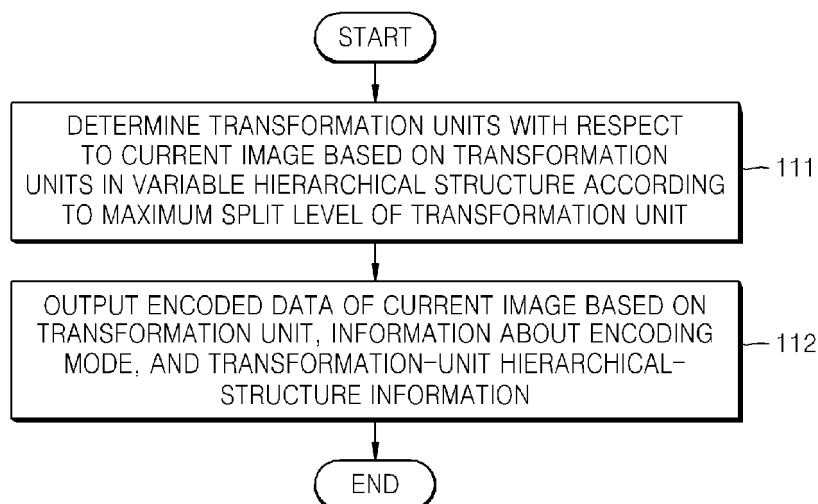 START
DETERMINE TRANSFORMATION UNITS WITH RESPECT
TO CURRENT IMAGE BASED ON TRANSFORMATION
UNITS IN VARIABLE HIERARCHICAL STRUCTURE ACCORDING
TO MAXIMUM SPLIT LEVEL OF TRANSFORMATION UNIT
111
OUTPUT ENCODED DATA OF CURRENT IMAGE BASED ON
TRANSFORMATION UNIT, INFORMATION ABOUT ENCODING
MODE, AND TRANSFORMATION-UNIT HIERARCHICAL-
STRUCTURE INFORMATION
112
END